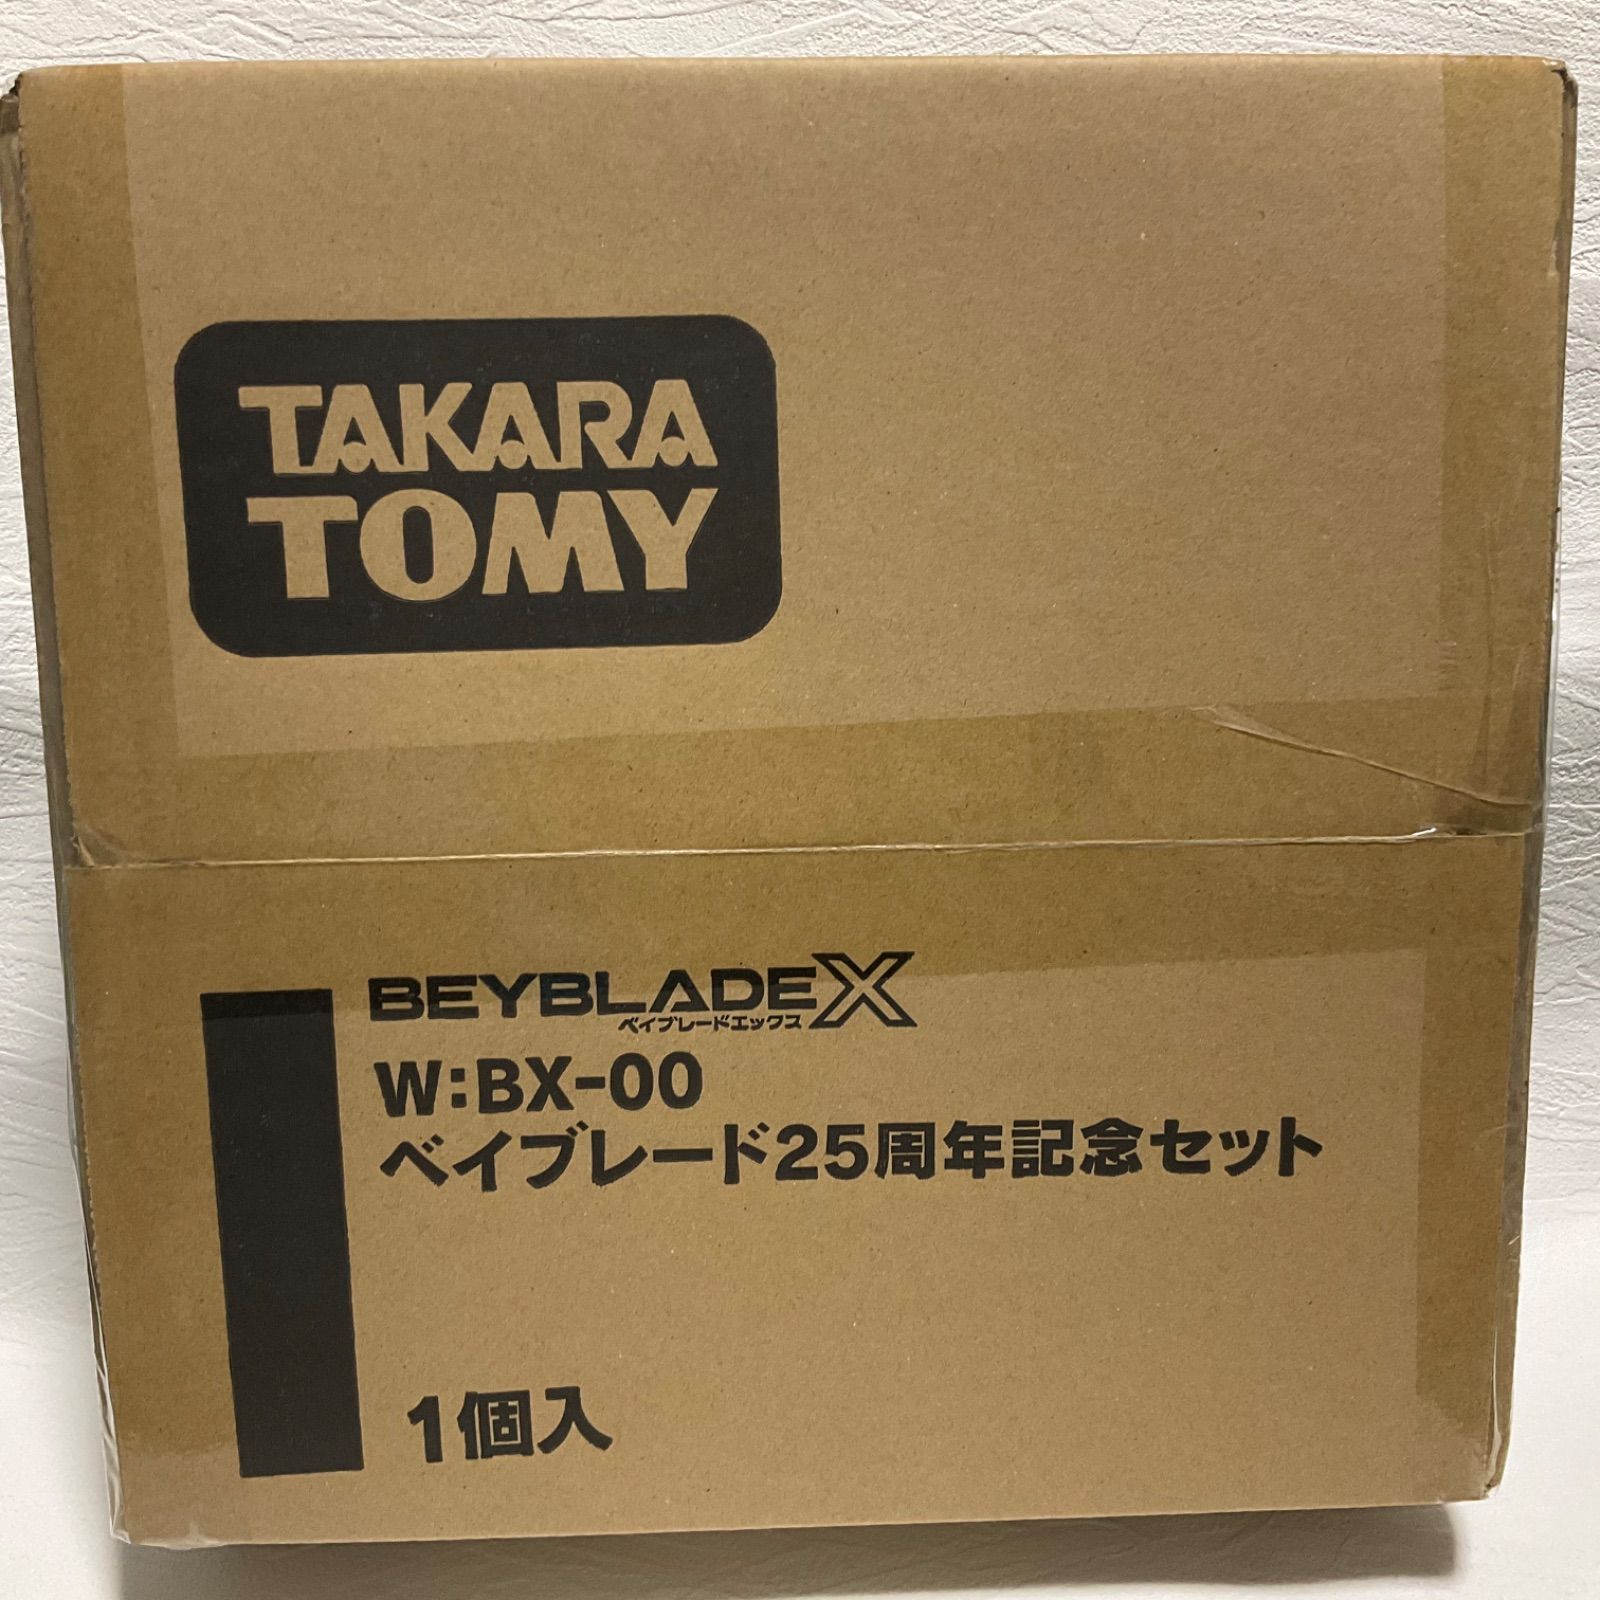 TAKARA
TOMY
BEYBLADE X
ベイブレードエックス
W:BX-00
ベイブレード25周年記念セット
1個入